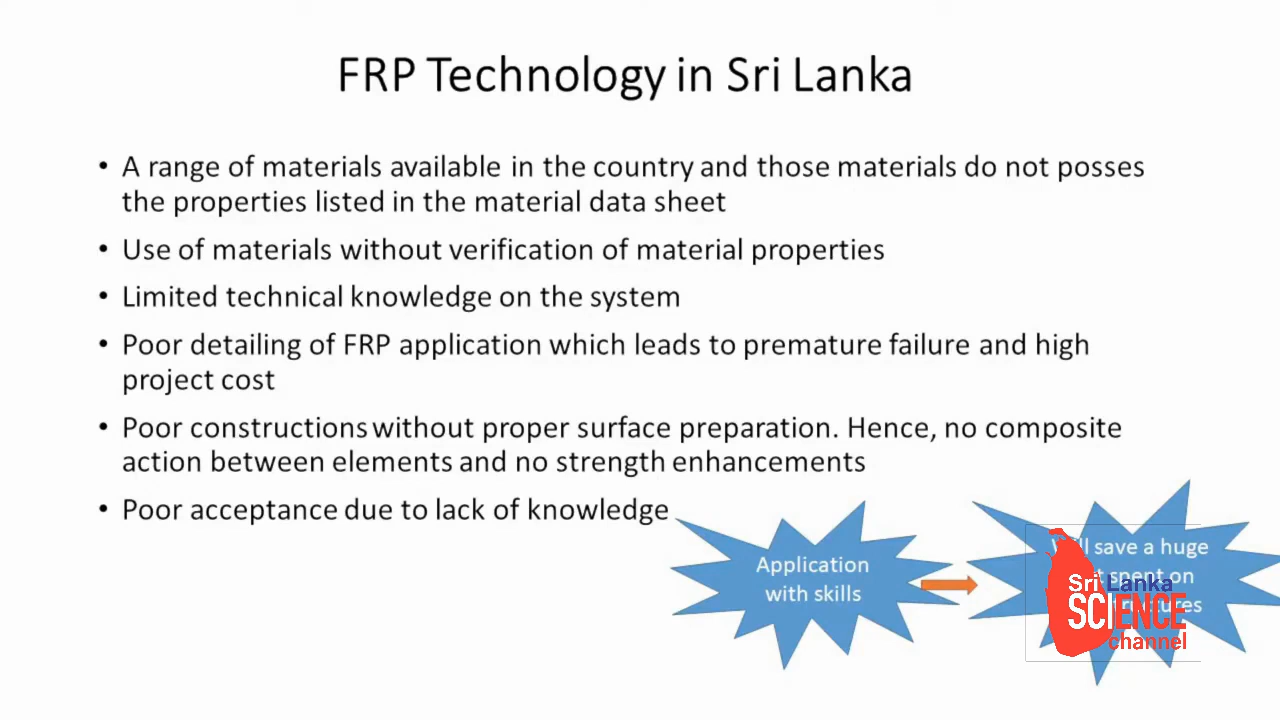 FRP Technology in Sri Lanka
• A range of materials available in the country and those materials do not posses
the properties listed in the material data sheet
• Use of materials without verification of material properties
• Limited technical knowledge on the system
• Poor detailing of FRP application which leads to premature failure and high
project cost
• Poor constructions without proper surface preparation. Hence, no composite
action between elements and no strength enhancements
• Poor acceptance due to lack of knowledge
Application
with skills
save a huge
spent on
Sri Lanka
SCIENCE
channel